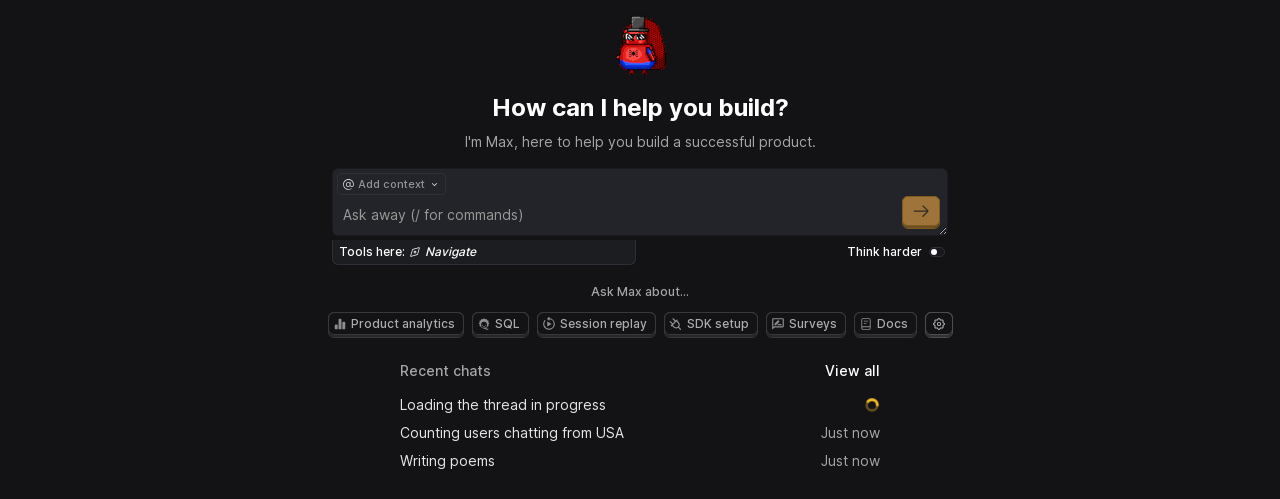 How can I help you build?
I'm Max, here to help you build a successful product.
@ Add context
Ask away (/ for commands)
Tools here: Navigate
Think harder
Ask Max about...
Product analytics
SQL
Session replay
SDK setup
Surveys
Docs
Recent chats
View all
Loading the thread in progress
Counting users chatting from USA
Just now
Writing poems
Just now